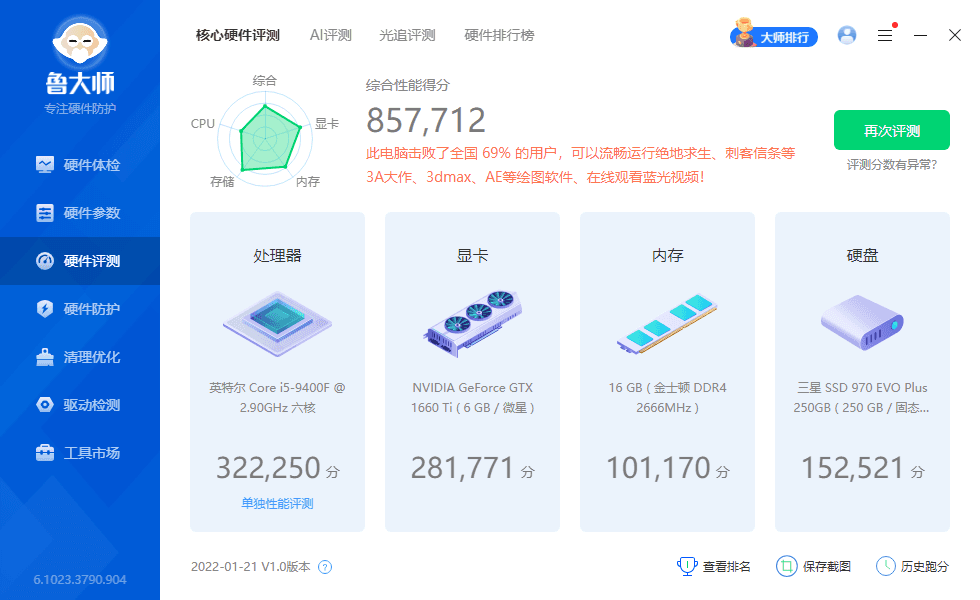 鲁大师
专注硬件防护
硬件体检
硬件参数
硬件评测
硬件防护
清理优化
驱动检测
工具市场
6.1023.3790.904
核心硬件评测
AI评测
光追评测
硬件排行榜
大师排行
综合
CPU
显卡
存储
内存
综合性能得分
857,712
此电脑击败了全国 69% 的用户，可以流畅运行绝地求生、刺客信条等
3A大作、3dmax、AE等绘图软件、在线观看蓝光视频！
再次评测
评测分数有异常？
处理器
英特尔 Core i5-9400F @
2.90GHz 六核
322,250 分
单独性能评测
显卡
NVIDIA GeForce GTX
1660 Ti ( 6 GB / 微星 )
281,771 分
内存
16 GB ( 金士顿 DDR4
2666MHz )
101,170 分
硬盘
三星 SSD 970 EVO Plus
250GB ( 250 GB / 固态...
152,521 分
2022-01-21 V1.0版本 ?
查看排名
保存截图
历史跑分